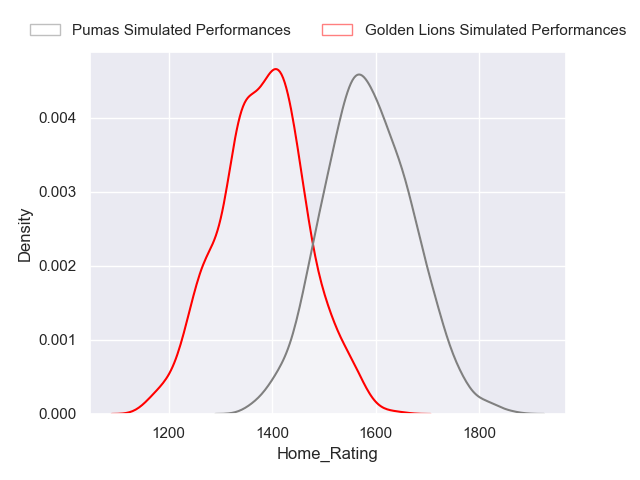 Pumas Simulated Performances Golden Lions Simulated Performances
0.004
0.003
0.002
0.001
0.000
Density
1200 1400 1600 1800
Home_Rating